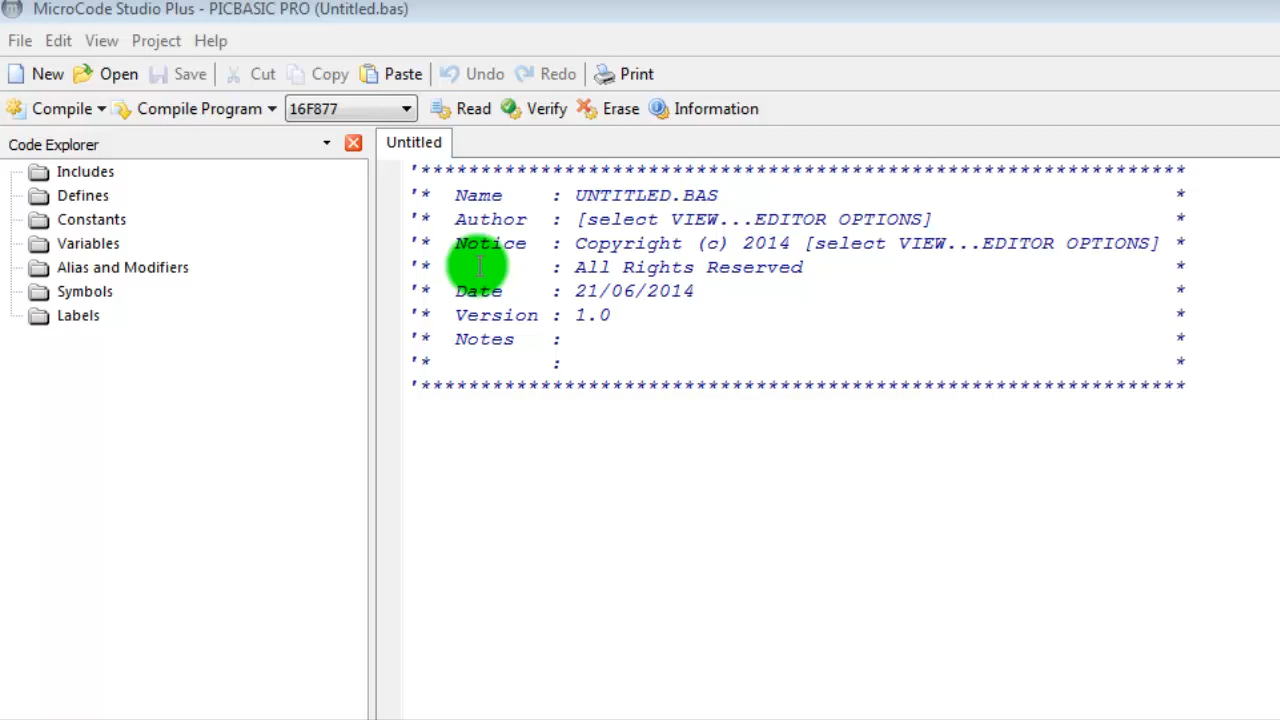 MicroCode Studio Plus - PICBASIC PRO (Untitled.bas)
File Edit View Project Help
New Open Save Cut Copy Paste Undo Redo Print
Compile Compile Program 16F877 Read Verify Erase Information
Code Explorer
Includes
Defines
Constants
Variables
Alias and Modifiers
Symbols
Labels
Untitled
'****************************************************************
'*  Name    : UNTITLED.BAS                                      *
'*  Author  : [select VIEW...EDITOR OPTIONS]                    *
'*  Notice  : Copyright (c) 2014 [select VIEW...EDITOR OPTIONS] *
'*          : All Rights Reserved                               *
'*  Date    : 21/06/2014                                        *
'*  Version : 1.0                                               *
'*  Notes   :                                                   *
'*          :                                                   *
'****************************************************************